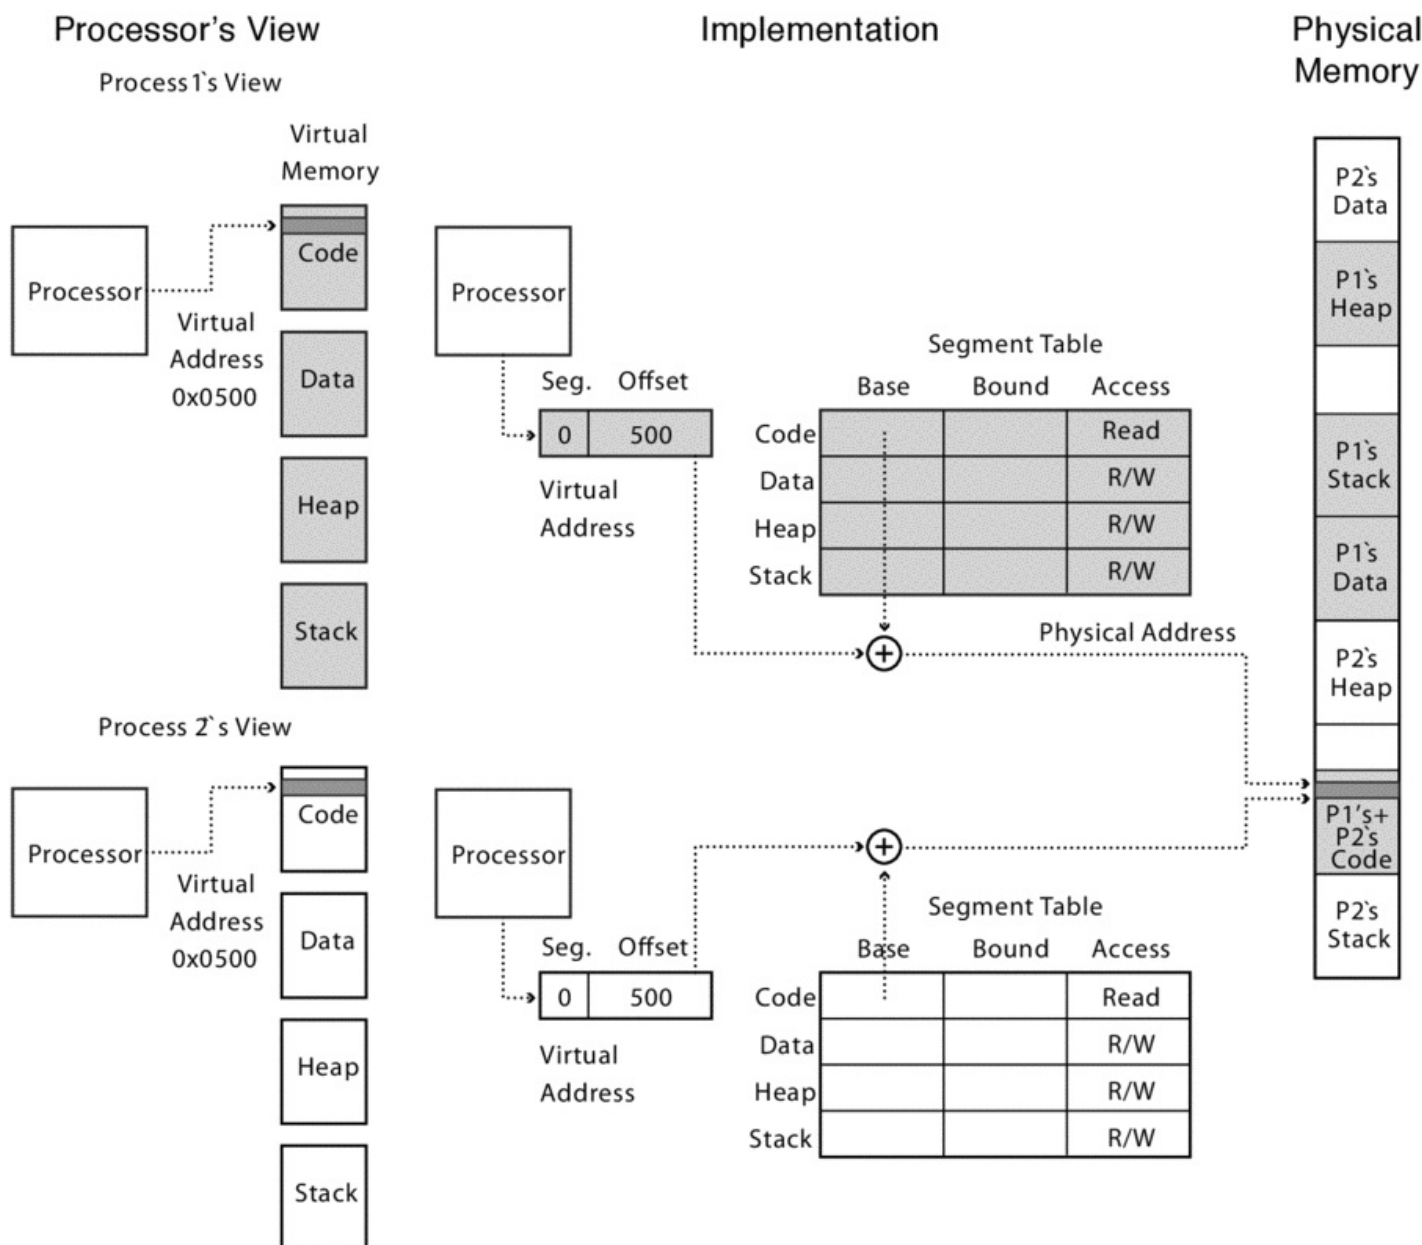 Processor's View
Implementation
Physical
Memory
Process1`s View
Virtual
Memory
Processor
Virtual
Address
0x0500
Code
Data
Heap
Stack
Processor
Seg. Offset
0 500
Virtual
Address
Segment Table
Base Bound Access
Code Read
Data R/W
Heap R/W
Stack R/W
Physical Address
Process 2`s View
Processor
Virtual
Address
0x0500
Code
Data
Heap
Stack
Processor
Seg. Offset
0 500
Virtual
Address
Segment Table
Base Bound Access
Code Read
Data R/W
Heap R/W
Stack R/W
P2`s
Data
P1`s
Heap
P1`s
Stack
P1`s
Data
P2`s
Heap
P1's+
P2`s
Code
P2`s
Stack